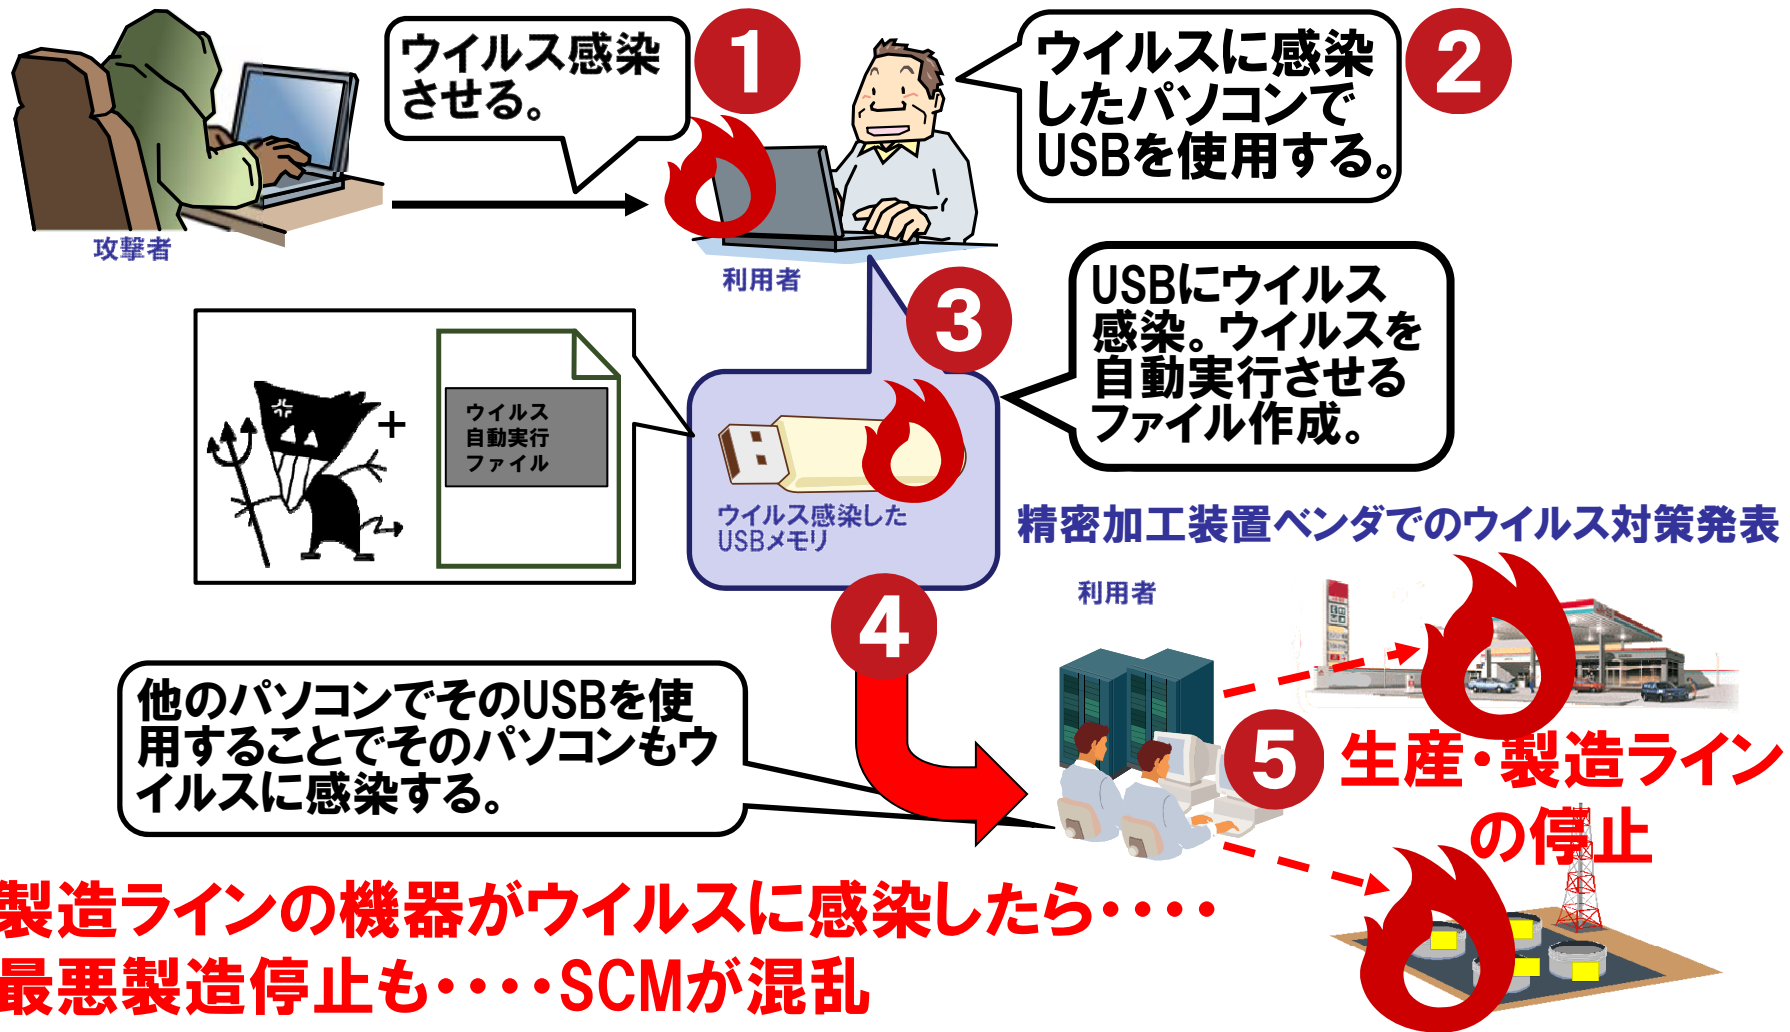 ウイルス感染
させる。
1
ウイルスに感染
したパソコンで
USBを使用する。
2
攻撃者
利用者
3
USBにウイルス
感染。ウイルスを
自動実行させる
ファイル作成。
+
ウイルス
自動実行
ファイル
ウイルス感染した
USBメモリ
精密加工装置ベンダでのウイルス対策発表
利用者
4
他のパソコンでそのUSBを使
用することでそのパソコンもウ
イルスに感染する。
5
生産・製造ライン
の停止
製造ラインの機器がウイルスに感染したら・・・・
最悪製造停止も・・・・SCMが混乱